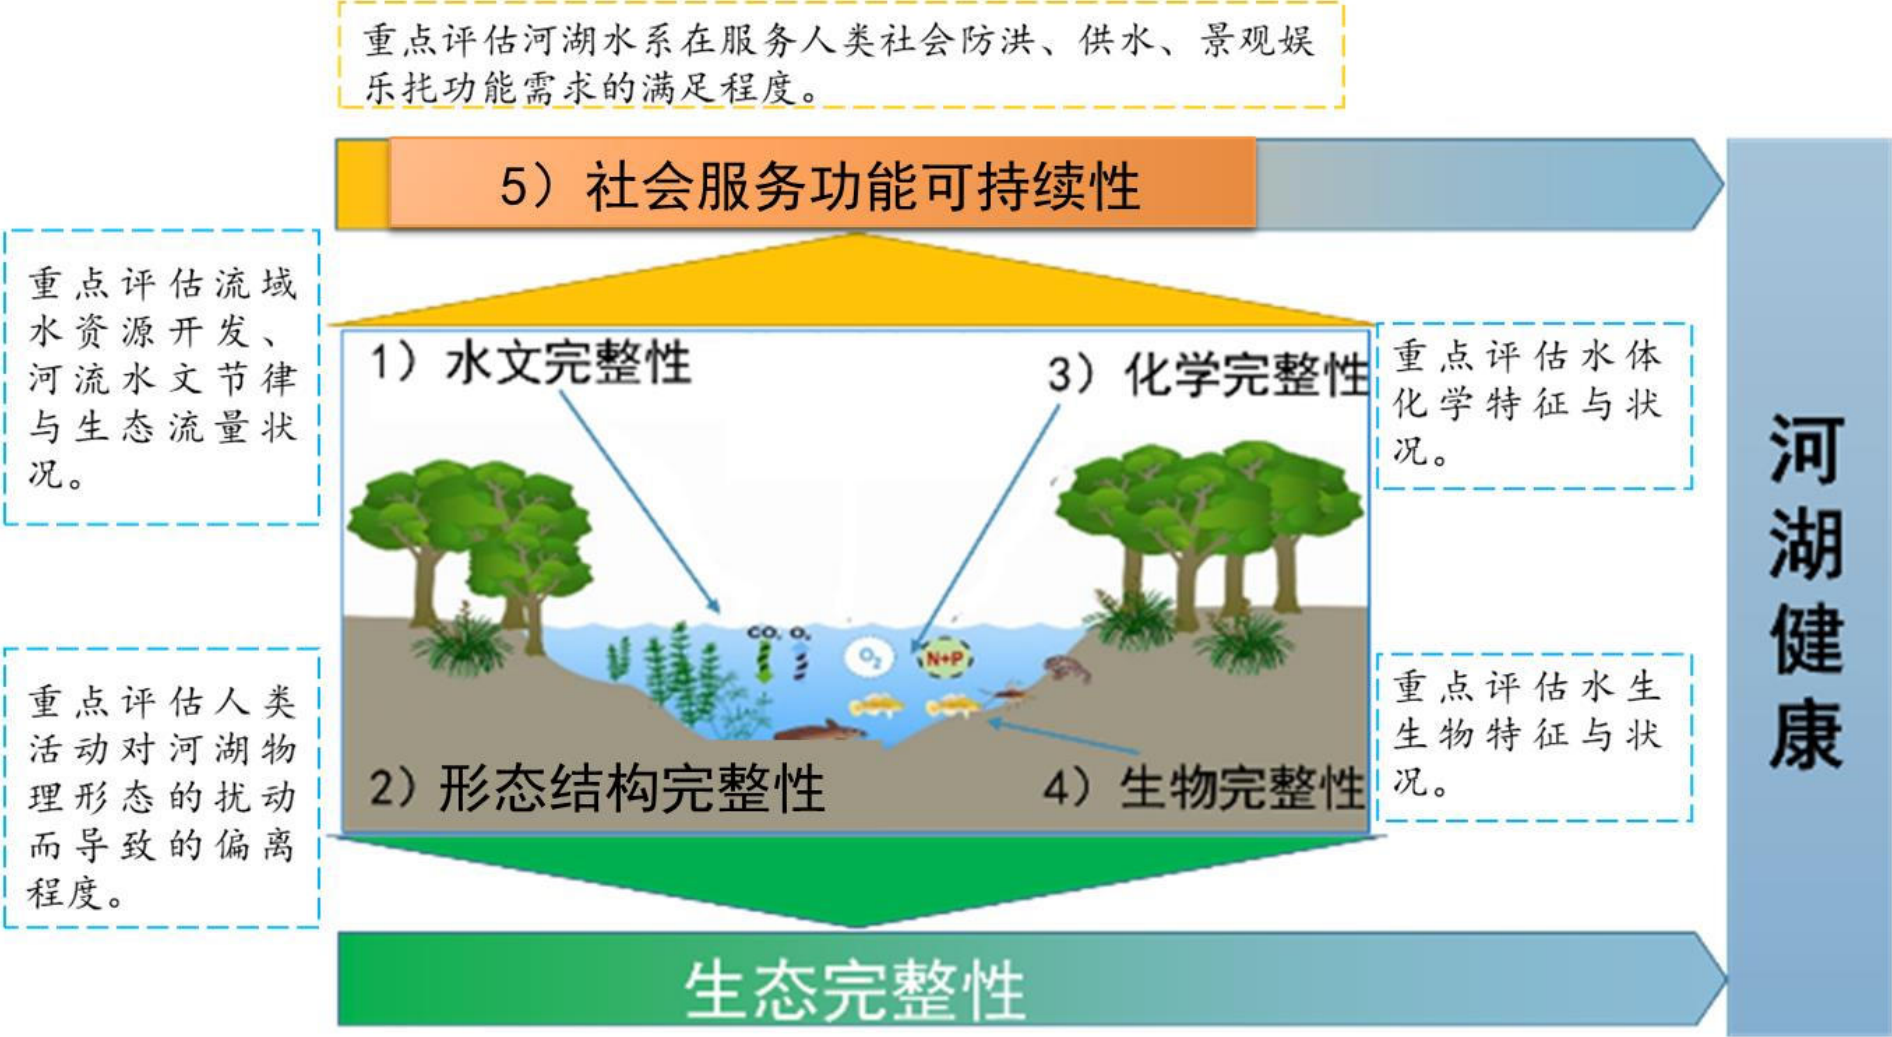 重点评估河湖水系在服务人类社会防洪、供水、景观娱
乐托功能需求的满足程度。
5）社会服务功能可持续性
重点评估流域
水资源开发、
河流水文节律
与生态流量状
况。
1）水文完整性
3）化学完整性
重点评估水体
化学特征与状
况。
CO₂ O₂
O₂
N+P
重点评估人类
活动对河湖物
理形态的扰动
而导致的偏离
程度。
2）形态结构完整性
4）生物完整性
重点评估水生
生物特征与状
况。
生态完整性
河湖健康